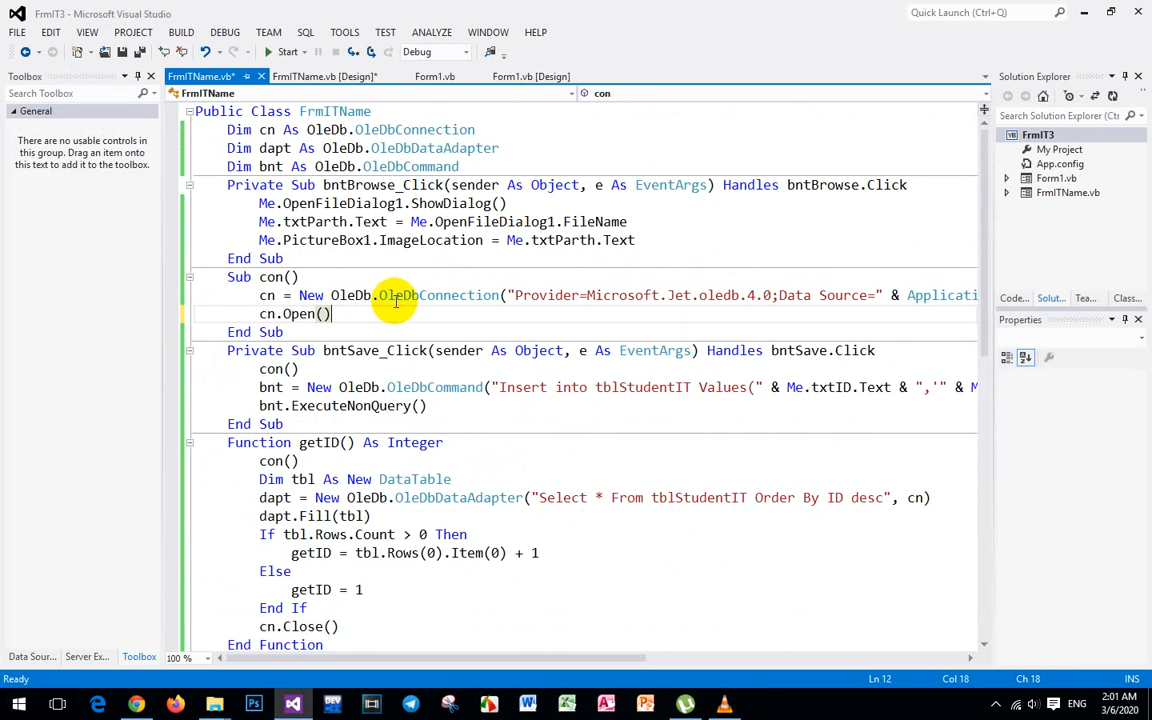 FrmIT3 - Microsoft Visual Studio
Quick Launch (Ctrl+Q)
FILE EDIT VIEW PROJECT BUILD DEBUG TEAM SQL TOOLS TEST ARCHITECTURE ANALYZE WINDOW HELP
Start Debug
Toolbox
Search Toolbox
General
There are no usable controls in
this group. Drag an item onto
this text to add it to the toolbox.
FrmITName.vb* FrmITName.vb [Design]* Form1.vb Form1.vb [Design]
FrmITName con
Public Class FrmITName
Dim cn As OleDb.OleDbConnection
Dim dapt As OleDb.OleDbDataAdapter
Dim bnt As OleDb.OleDbCommand
Private Sub bntBrowse_Click(sender As Object, e As EventArgs) Handles bntBrowse.Click
Me.OpenFileDialog1.ShowDialog()
Me.txtParth.Text = Me.OpenFileDialog1.FileName
Me.PictureBox1.ImageLocation = Me.txtParth.Text
End Sub
Sub con()
cn = New OleDb.OleDbConnection("Provider=Microsoft.Jet.oledb.4.0;Data Source=" & Applicati
cn.Open()
End Sub
Private Sub bntSave_Click(sender As Object, e As EventArgs) Handles bntSave.Click
con()
bnt = New OleDb.OleDbCommand("Insert into tblStudentIT Values(" & Me.txtID.Text & ",'" & M
bnt.ExecuteNonQuery()
End Sub
Function getID() As Integer
con()
Dim tbl As New DataTable
dapt = New OleDb.OleDbDataAdapter("Select * From tblStudentIT Order By ID desc", cn)
dapt.Fill(tbl)
If tbl.Rows.Count > 0 Then
getID = tbl.Rows(0).Item(0) + 1
Else
getID = 1
End If
cn.Close()
End Function
100 %
Solution Explorer
Search Solution Explorer (Ctrl
FrmIT3
My Project
App.config
Form1.vb
FrmITName.vb
Code... Solut... Tea... Clas...
Properties
Data Sour... Server Ex... Toolbox
Ready Ln 12 Col 18 Ch 18 INS
ENG
2:01 AM
3/6/2020